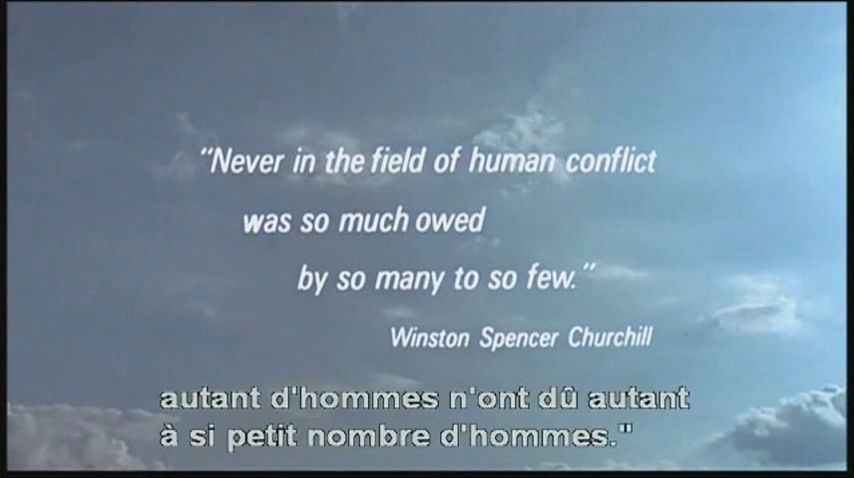 "Never in the field of human conflict
was so much owed
by so many to so few."
Winston Spencer Churchill
autant d'hommes n'ont dû autant
à si petit nombre d'hommes."